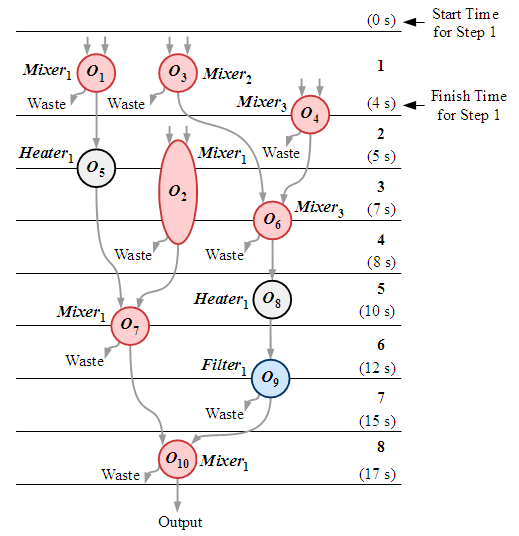 (0 s)
Start Time
for Step 1
Mixer1
O1
O3
Mixer2
1
Waste
Waste
Mixer3
O4
(4 s)
Finish Time
for Step 1
2
Heater1
O5
Mixer1
Waste
(5 s)
O2
3
O6
Mixer3
(7 s)
4
Waste
Waste
(8 s)
5
Heater1
O8
Mixer1
O7
(10 s)
6
Waste
Filter1
O9
(12 s)
7
Waste
(15 s)
8
O10
Mixer1
Waste
(17 s)
Output